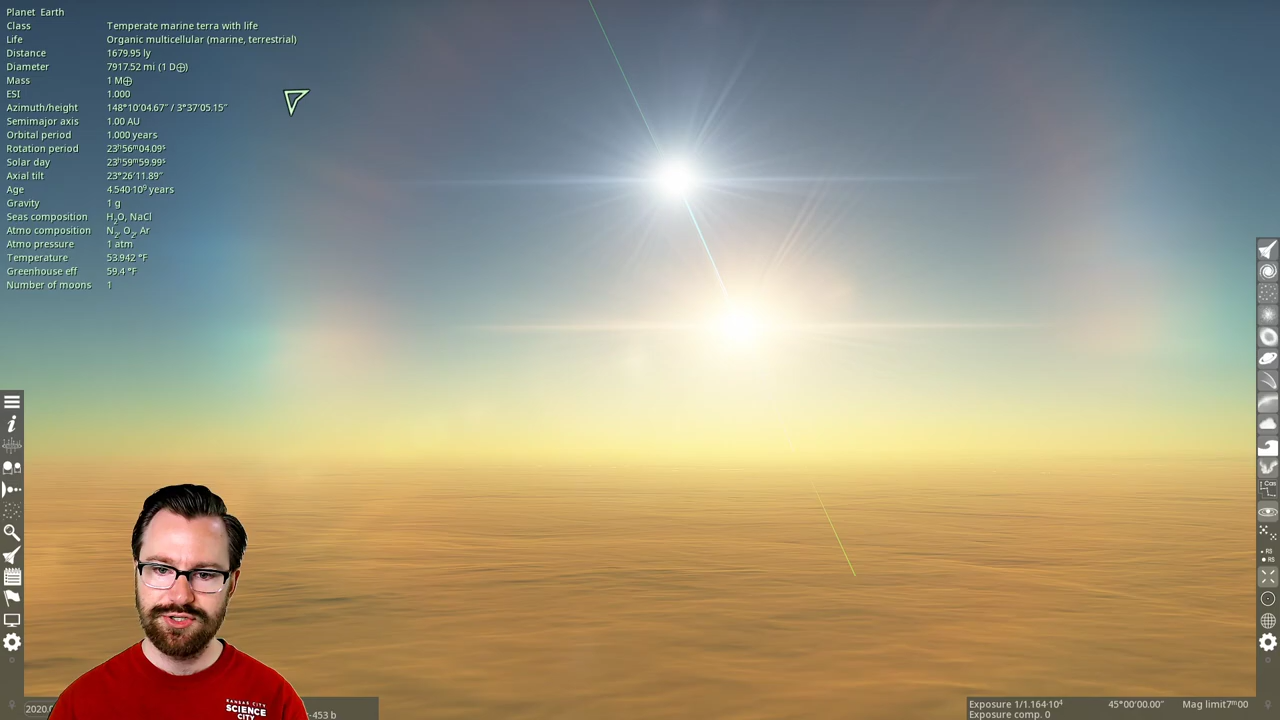 Planet Earth
Class Temperate marine terra with life
Life Organic multicellular (marine, terrestrial)
Distance 1679.95 ly
Diameter 7917.52 mi (1 D⊕)
Mass 1 M⊕
ESI 1.000
Azimuth/height 148°10'04.67" / 3°37'05.15"
Semimajor axis 1.00 AU
Orbital period 1.000 years
Rotation period 23ʰ56ᵐ04.09ˢ
Solar day 23ʰ59ᵐ59.99ˢ
Axial tilt 23°26'11.89"
Age 4.540·10⁹ years
Gravity 1 g
Seas composition H₂O, NaCl
Atmo composition N₂, O₂, Ar
Atmo pressure 1 atm
Temperature 53.942 °F
Greenhouse eff 59.4 °F
Number of moons 1
Cas
RS
RS
KANSAS CITY
SCIENCE
CITY
2020.
-453 b
Exposure 1/1.164·10⁴ 45°00'00.00" Mag limit7ᵐ00
Exposure comp. 0